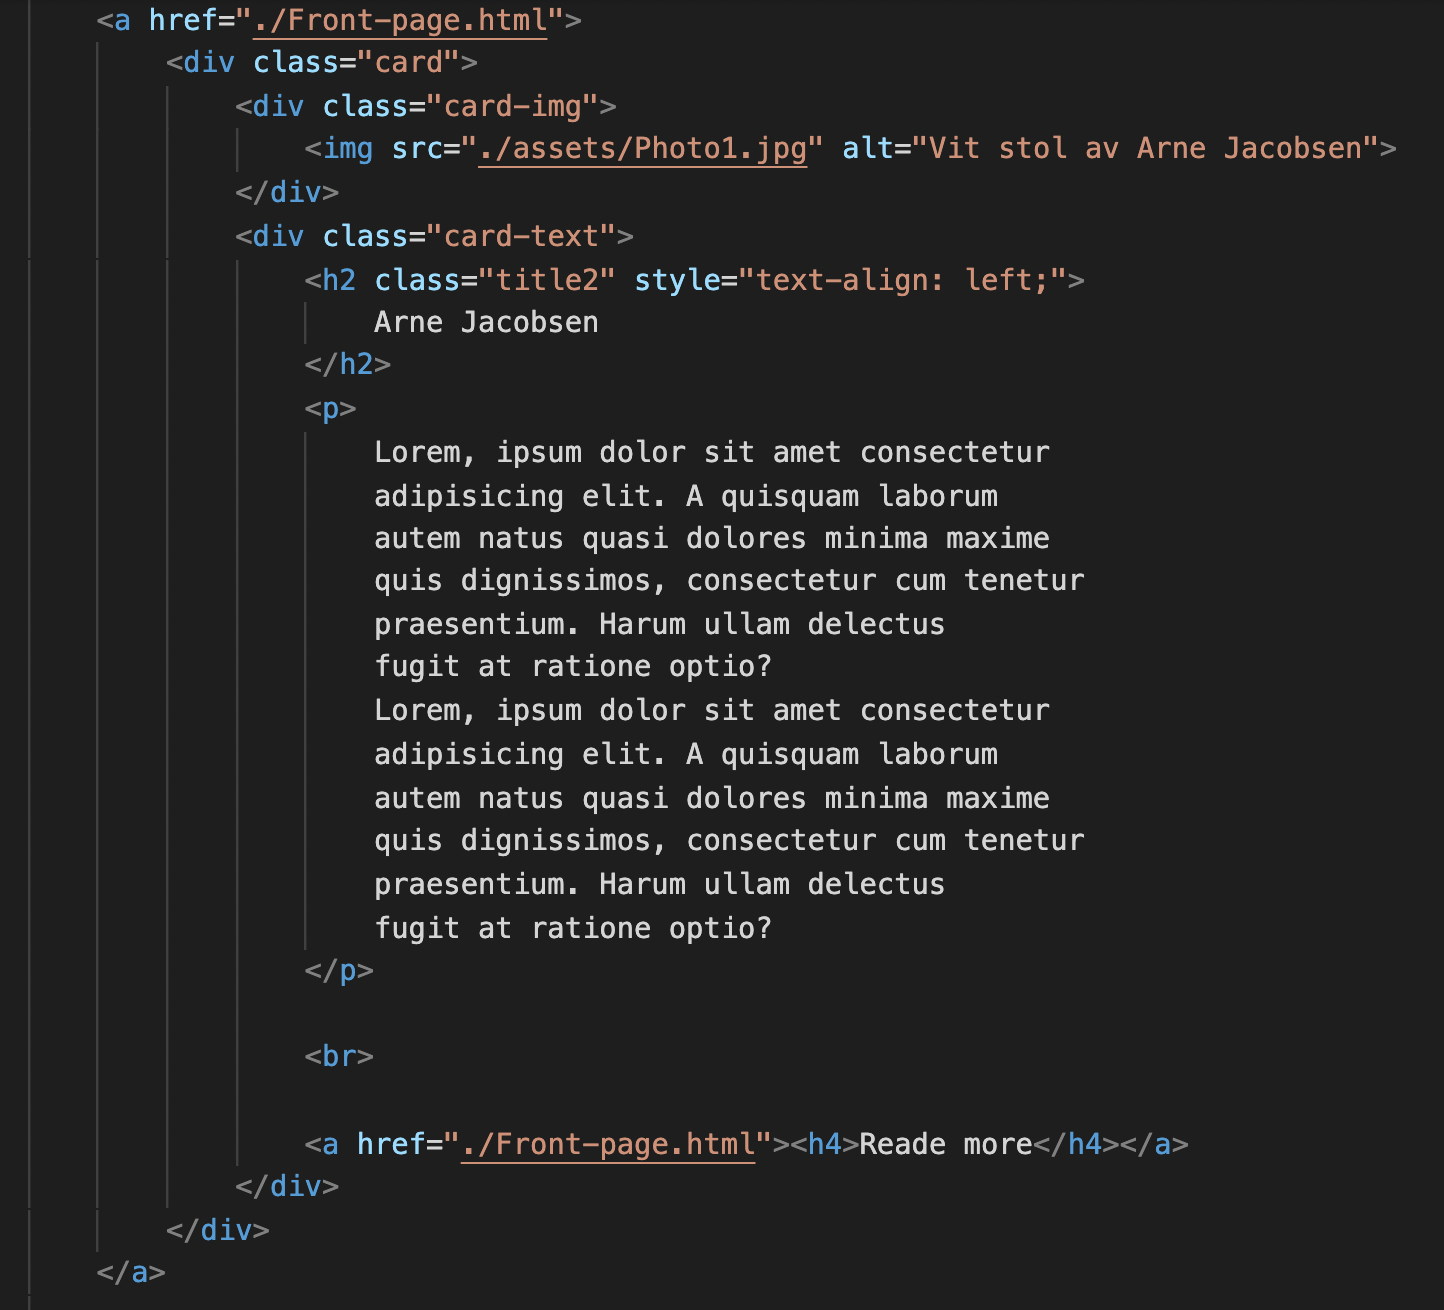 <a href="./Front-page.html">
<div class="card">
<div class="card-img">
<img src="./assets/Photo1.jpg" alt="Vit stol av Arne Jacobsen">
</div>
<div class="card-text">
<h2 class="title2" style="text-align: left;">
Arne Jacobsen
</h2>
<p>
Lorem, ipsum dolor sit amet consectetur
adipisicing elit. A quisquam laborum
autem natus quasi dolores minima maxime
quis dignissimos, consectetur cum tenetur
praesentium. Harum ullam delectus
fugit at ratione optio?
Lorem, ipsum dolor sit amet consectetur
adipisicing elit. A quisquam laborum
autem natus quasi dolores minima maxime
quis dignissimos, consectetur cum tenetur
praesentium. Harum ullam delectus
fugit at ratione optio?
</p>
<br>
<a href="./Front-page.html"><h4>Reade more</h4></a>
</div>
</div>
</a>